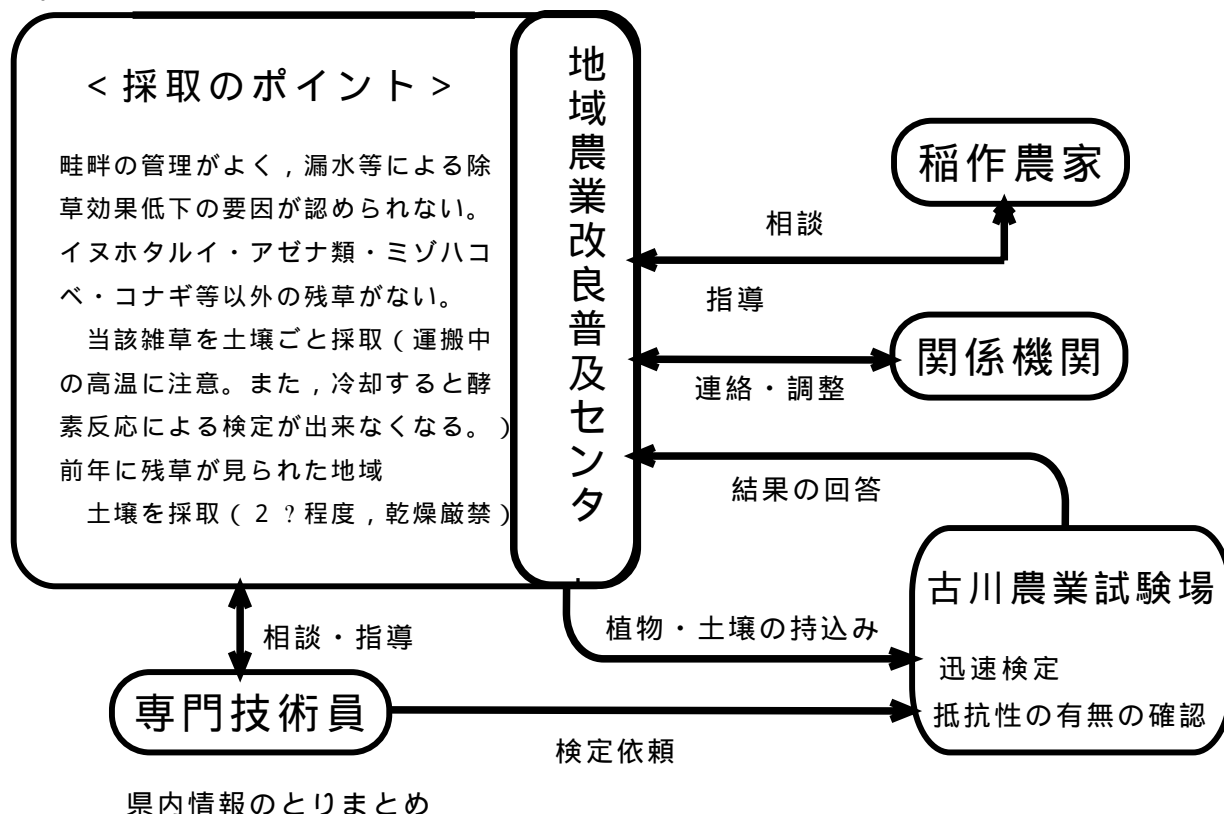 ＜採取のポイント＞
畦畔の管理がよく，漏水等による除
草効果低下の要因が認められない。
イヌホタルイ・アゼナ類・ミゾハコ
ベ・コナギ等以外の残草がない。
当該雑草を土壌ごと採取（運搬中
の高温に注意。また，冷却すると酵
素反応による検定が出来なくなる。）
前年に残草が見られた地域
土壌を採取（２?程度，乾燥厳禁）
地域農業改良普及センタ
稲作農家
相談
指導
関係機関
連絡・調整
結果の回答
古川農業試験場
迅速検定
抵抗性の有無の確認
植物・土壌の持込み
相談・指導
専門技術員
検定依頼
県内情報のとりまとめ